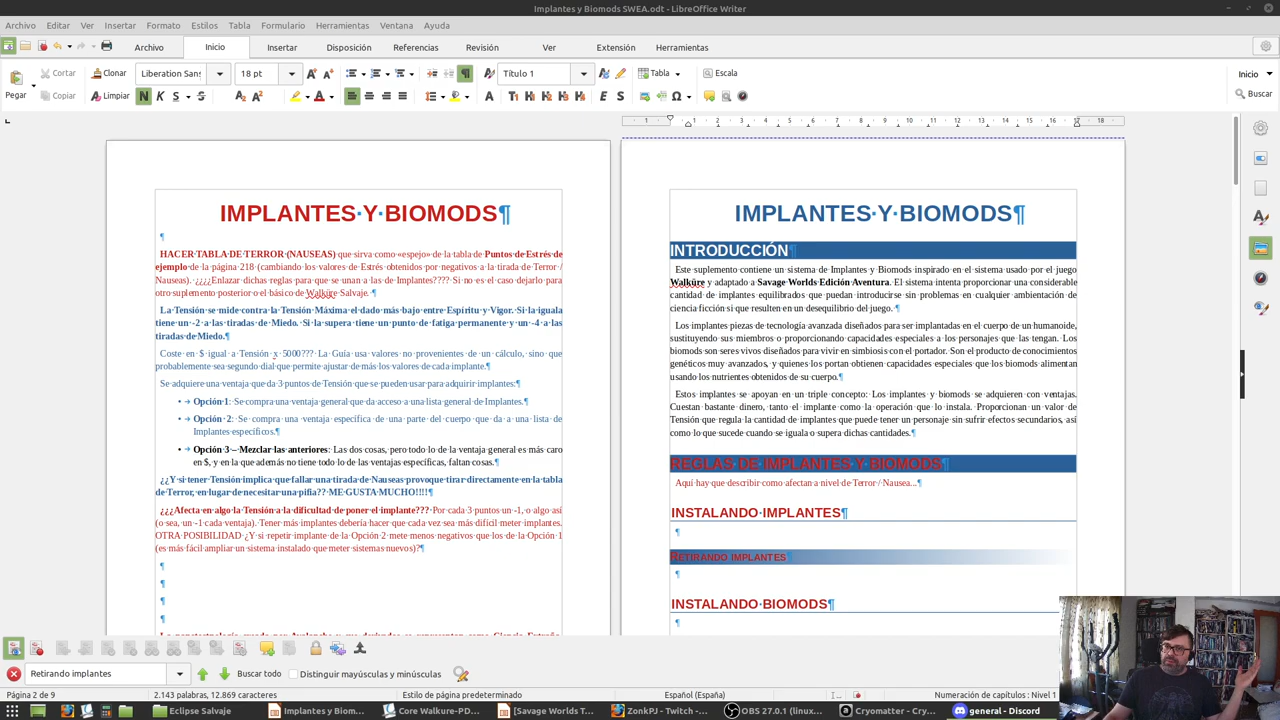 Implantes y Biomods SWEA.odt - LibreOffice Writer
Archivo Editar Ver Insertar Formato Estilos Tabla Formulario Herramientas Ventana Ayuda
Archivo Inicio Insertar Disposición Referencias Revisión Ver Extensión Herramientas
Pegar Cortar Clonar Liberation Sans 18 pt Título 1 Tabla Escala Inicio
Copiar Limpiar N K S S Buscar
1 1 2 3 4 5 6 7 8 9 10 11 12 13 14 15 16 17 18
IMPLANTES·Y·BIOMODS¶
¶
HACER TABLA DE TERROR (NAUSEAS) que sirva como «espejo» de la tabla de Puntos de Estrés de
ejemplo de la página 218 (cambiando los valores de Estrés obtenidos por negativos a la tirada de Terror /
Nauseas). ¿¿¿¿Enlazar dichas reglas para que se unan a las de Implantes???? Si no es el caso dejarlo para
otro suplemento posterior o el básico de Walküre Salvaje. ¶
La Tensión se mide contra la Tensión Máxima el dado más bajo entre Espíritu y Vigor. Si la iguala
tiene un -2 a las tiradas de Miedo. Si la supera tiene un punto de fatiga permanente y un -4 a las
tiradas de Miedo.¶
Coste en $ igual a Tensión x 5000??? La Guía usa valores no provenientes de un cálculo, sino que
probablemente sea segundo dial que permite ajustar de más los valores de cada implante.¶
Se adquiere una ventaja que da 3 puntos de Tensión que se pueden usar para adquirir implantes:¶
• Opción 1: Se compra una ventaja general que da acceso a una lista general de Implantes.¶
• Opción 2: Se compra una ventaja específica de una parte del cuerpo que da a una lista de
Implantes específicos.¶
• Opción 3 – Mezclar las anteriores: Las dos cosas, pero todo lo de la ventaja general es más caro
en $, y en la que además no tiene todo lo de las ventajas específicas, faltan cosas.¶
¿¿Y si tener Tensión implica que fallar una tirada de Nauseas provoque tirar directamente en la tabla
de Terror, en lugar de necesitar una pifia?? ME GUSTA MUCHO!!!!¶
¿¿¿Afecta en algo la Tensión a la dificultad de poner el implante??? Por cada 3 puntos un -1, o algo así
(o sea, un -1 cada ventaja). Tener más implantes debería hacer que cada vez sea más difícil meter implantes.
OTRA POSIBILIDAD ¿Y si repetir implante de la Opción 2 mete menos negativos que los de la Opción 1
(es más fácil ampliar un sistema instalado que meter sistemas nuevos)?¶
¶
¶
¶
¶
IMPLANTES·Y·BIOMODS¶
INTRODUCCIÓN¶
Este suplemento contiene un sistema de Implantes y Biomods inspirado en el sistema usado por el juego
Walküre y adaptado a Savage Worlds Edición Aventura. El sistema intenta proporcionar una considerable
cantidad de implantes equilibrados que puedan introducirse sin problemas en cualquier ambientación de
ciencia ficción si que resulten en un desequilibrio del juego. ¶
Los implantes piezas de tecnología avanzada diseñados para ser implantadas en el cuerpo de un humanoide,
sustituyendo sus miembros o proporcionando capacidades especiales a los personajes que las tengan. Los
biomods son seres vivos diseñados para vivir en simbiosis con el portador. Son el producto de conocimientos
genéticos muy avanzados, y quienes los portan obtienen capacidades especiales que los biomods alimentan
usando los nutrientes obtenidos de su cuerpo.¶
Estos implantes se apoyan en un triple concepto: Los implantes y biomods se adquieren con ventajas.
Cuestan bastante dinero, tanto el implante como la operación que lo instala. Proporcionan un valor de
Tensión que regula la cantidad de implantes que puede tener un personaje sin sufrir efectos secundarios, así
como lo que sucede cuando se iguala o supera dichas cantidades.¶
REGLAS DE IMPLANTES Y BIOMODS¶
Aquí hay que describir como afectan a nivel de Terror / Nausea...¶
INSTALANDO·IMPLANTES¶
¶
RETIRANDO IMPLANTES¶
¶
INSTALANDO·BIOMODS¶
¶
Retirando implantes Buscar todo Distinguir mayúsculas y minúsculas
Página 2 de 9 2.143 palabras, 12.869 caracteres Estilo de página predeterminado Español (España) Numeración de capítulos : Nivel 1
Eclipse Salvaje Implantes y Biom... Core Walkure-PD... [Savage Worlds T... ZonkPJ - Twitch -... OBS 27.0.1 (linux... Cryomatter - Cry... general - Discord